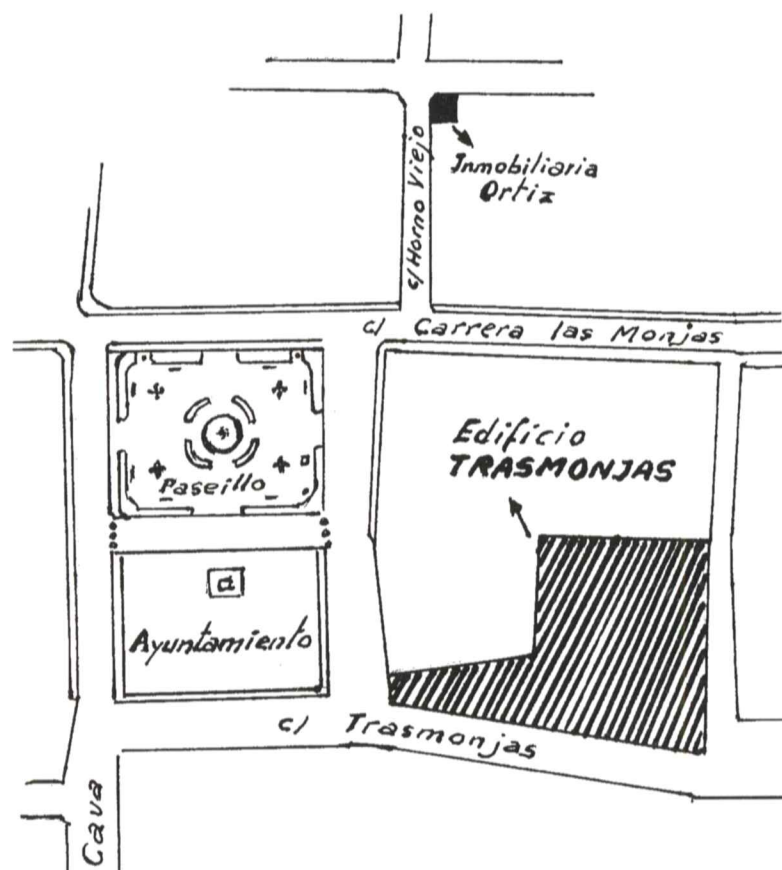 c/Horno Viejo
Inmobiliaria
Ortiz
c/ Carrera las Monjas
Edificio
TRASMONJAS
Paseillo
a
Ayuntamiento
c/ Trasmonjas
Cava